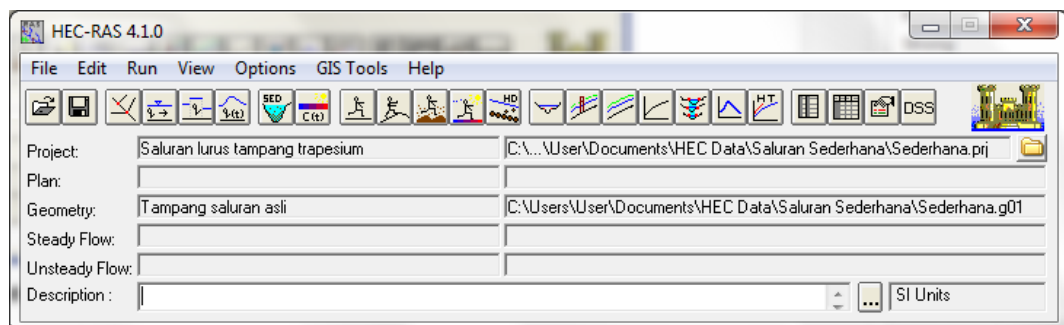 HEC-RAS 4.1.0
File Edit Run View Options GIS Tools Help
SED C(t) HD HT DSS
Project: Saluran lurus tampang trapesium C:\...\User\Documents\HEC Data\Saluran Sederhana\Sederhana.prj
Plan:
Geometry: Tampang saluran asli C:\Users\User\Documents\HEC Data\Saluran Sederhana\Sederhana.g01
Steady Flow:
Unsteady Flow:
Description : ... SI Units